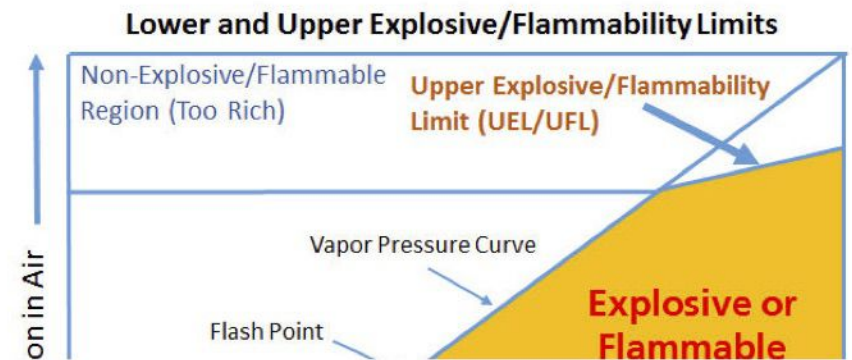 Lower and Upper Explosive/Flammability Limits
Non-Explosive/Flammable
Region (Too Rich)
Upper Explosive/Flammability
Limit (UEL/UFL)
Vapor Pressure Curve
Flash Point
Explosive or
Flammable
on in Air